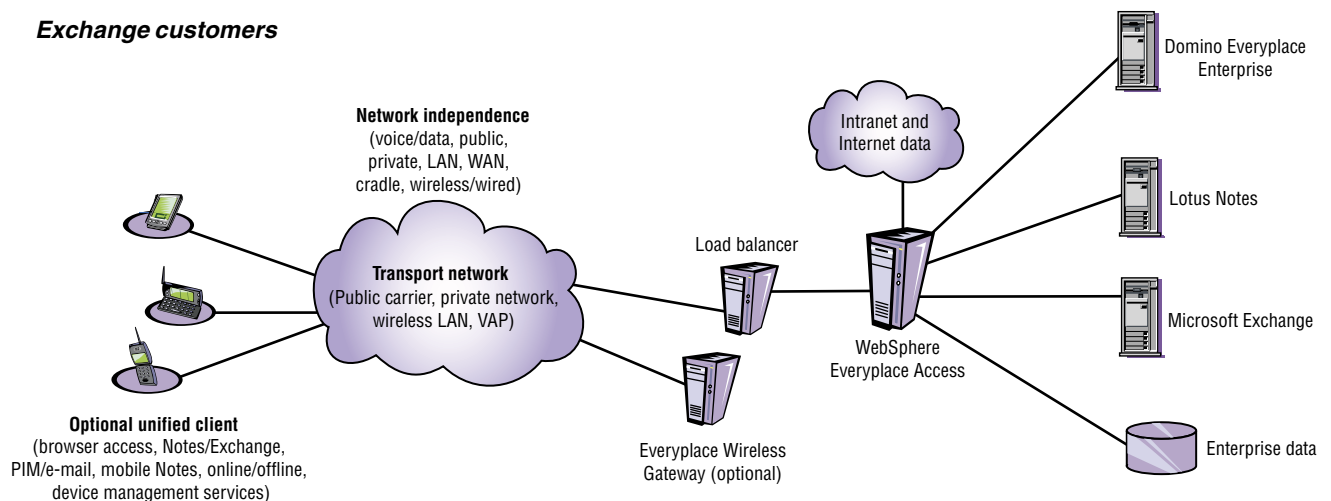 Exchange customers
Network independence
(voice/data, public,
private, LAN, WAN,
cradle, wireless/wired)
Transport network
(Public carrier, private network,
wireless LAN, VAP)
Optional unified client
(browser access, Notes/Exchange,
PIM/e-mail, mobile Notes, online/offline,
device management services)
Load balancer
Everyplace Wireless
Gateway (optional)
Intranet and
Internet data
WebSphere
Everyplace Access
Domino Everyplace
Enterprise
Lotus Notes
Microsoft Exchange
Enterprise data